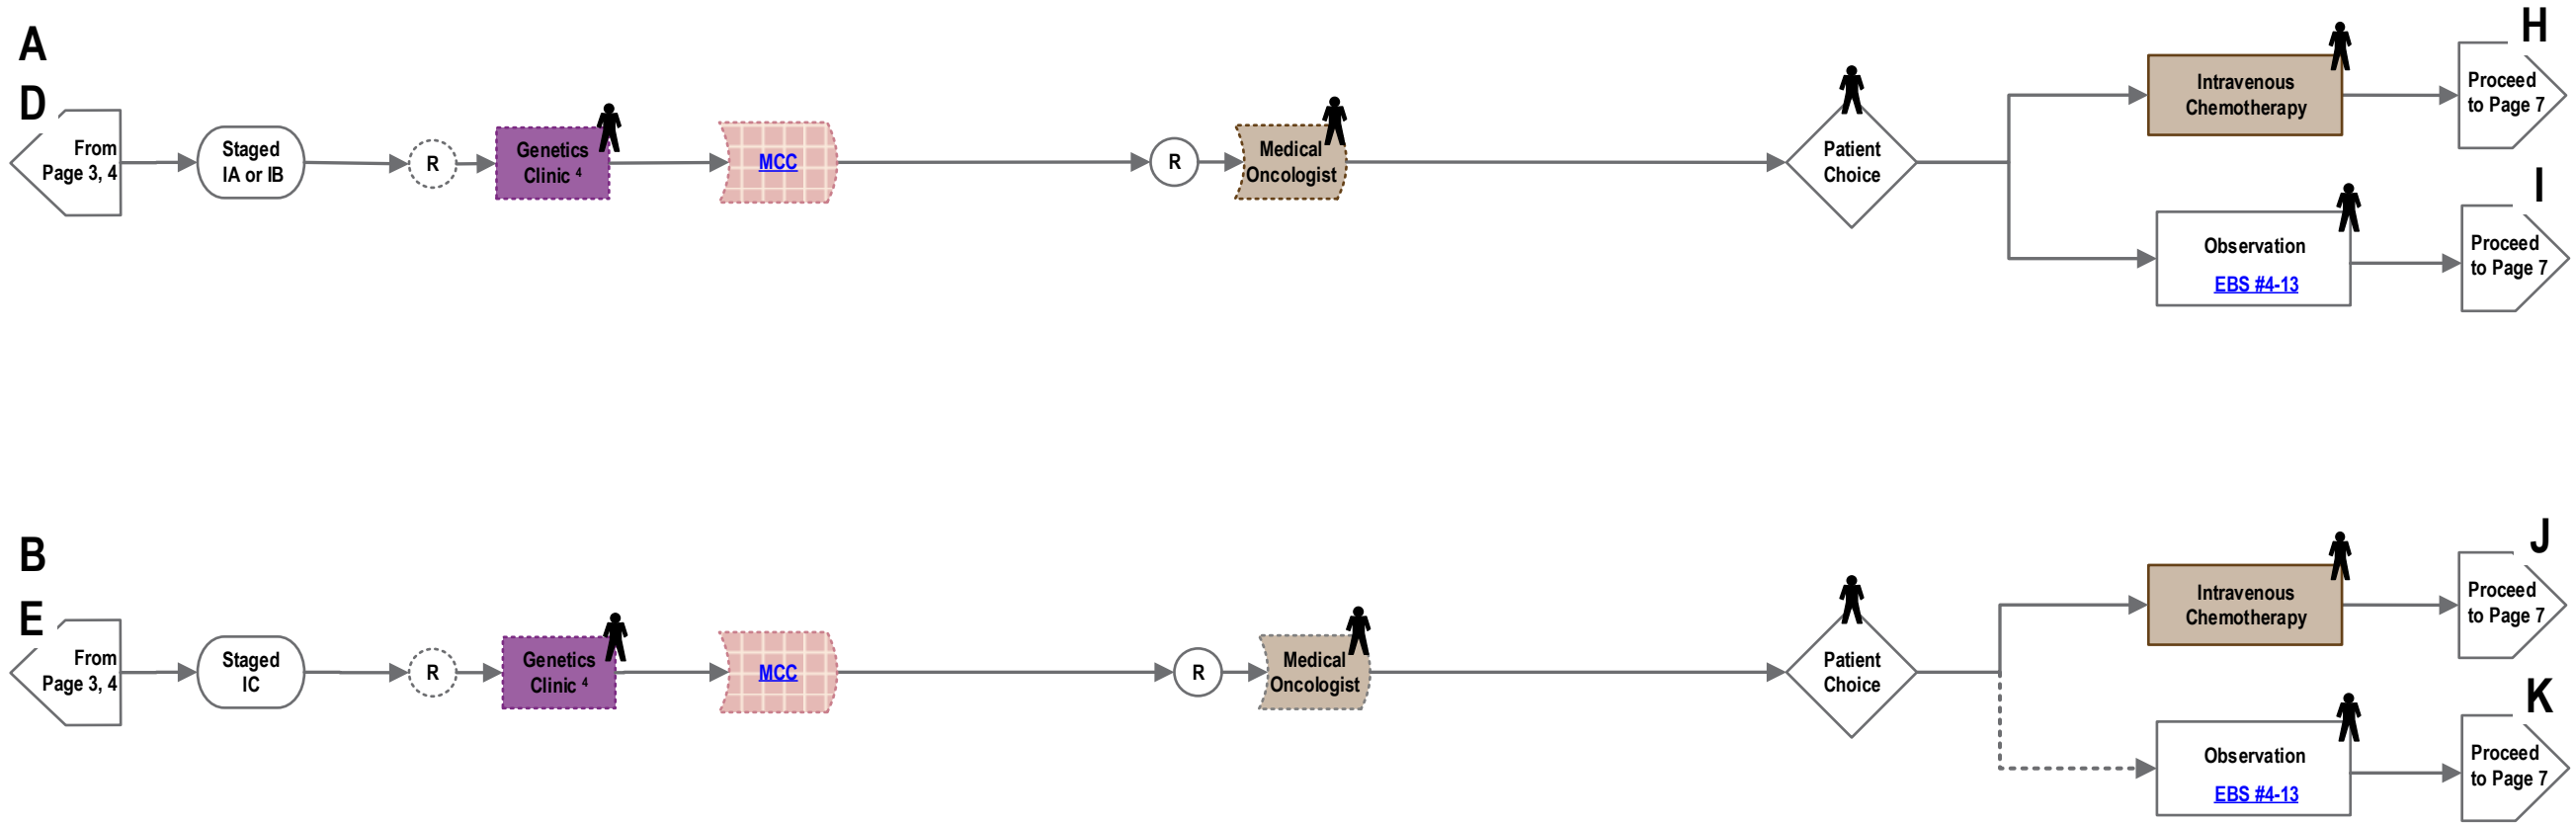 A
D
From
Page 3, 4
Staged
IA or IB
R
Genetics
Clinic 4
MCC
R
Medical
Oncologist
Patient
Choice
Intravenous
Chemotherapy
H
Proceed
to Page 7
Observation
EBS #4-13
I
Proceed
to Page 7
B
E
From
Page 3, 4
Staged
IC
R
Genetics
Clinic 4
MCC
R
Medical
Oncologist
Patient
Choice
Intravenous
Chemotherapy
J
Proceed
to Page 7
Observation
EBS #4-13
K
Proceed
to Page 7